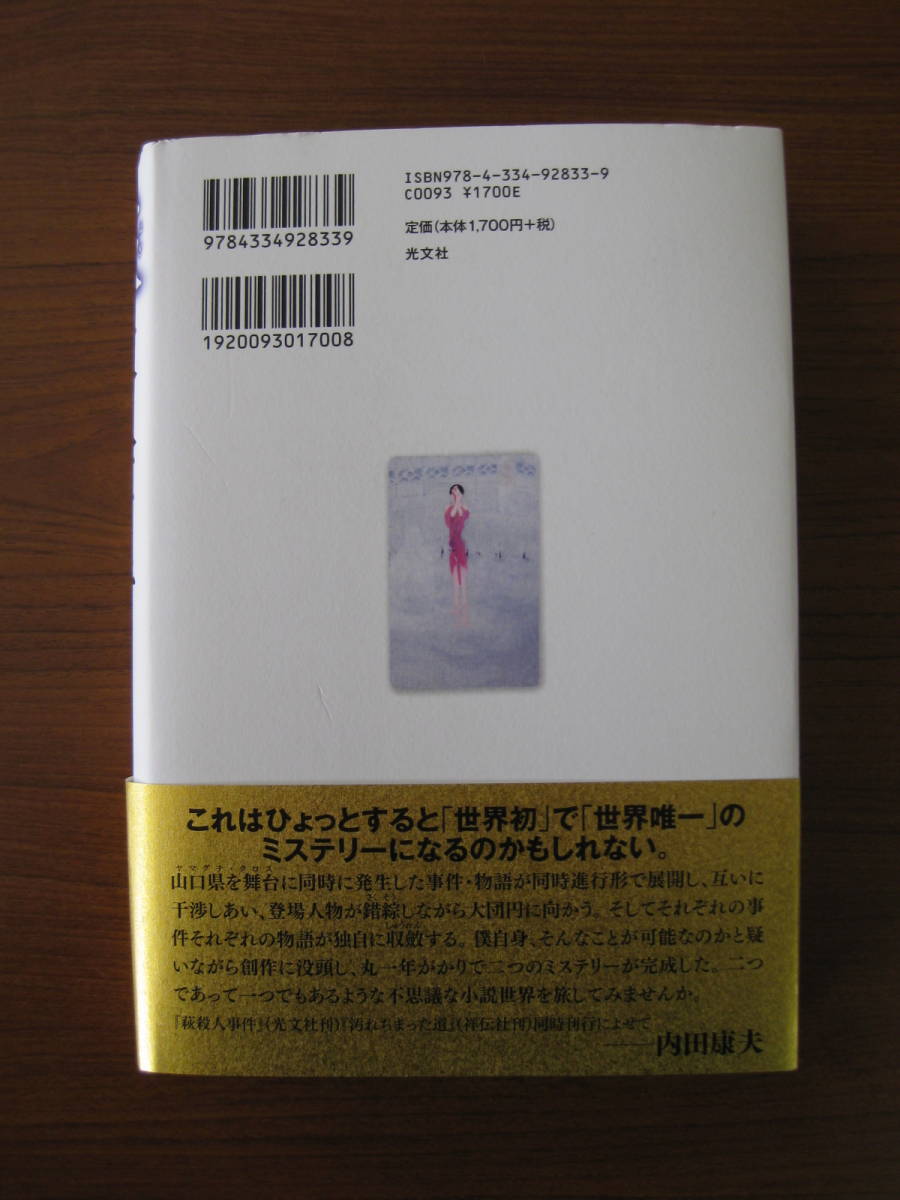 ISBN978-4-334-92833-9
C0093 ¥1700E
定価(本体1,700円+税)
光文社
9784334928339
1920093017008
これはひょっとすると「世界初」で「世界唯一」の
ミステリーになるのかもしれない。
山口県を舞台に同時に発生した事件・物語が同時進行形で展開し、互いに
干渉しあい、登場人物が錯綜しながら大団円に向かう。そしてそれぞれの事
件それぞれの物語が独自に収斂する。僕自身、そんなことが可能なのかと疑
いながら創作に没頭し、丸一年がかりで二つのミステリーが完成した。二つ
であって一つでもあるような不思議な小説世界を旅してみませんか。
『萩殺人事件』(光文社刊)『汚れちまった道』(祥伝社刊)同時刊行によせて
——内田康夫